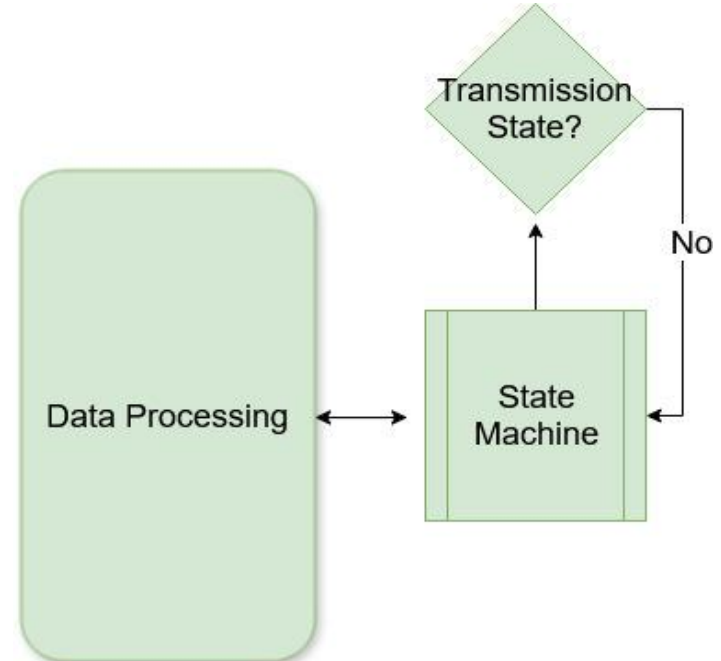 Transmission
State?
No
Data Processing
State
Machine